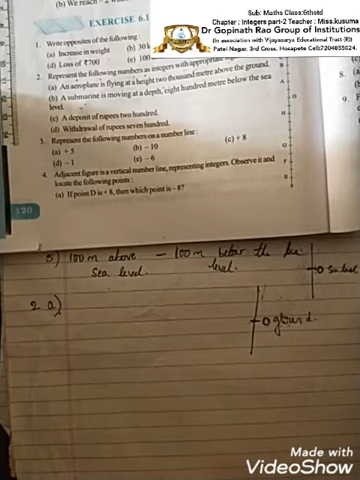 Sub: Maths Class:6thstd
Chapter : Integers part-2 Teacher : Miss.kusuma
Dr Gopinath Rao Group of Institutions
(In association with Vijayasurya Educational Trust (R))
Patel Nagar, 3rd Cross, Hosapete Cell:7204855024.
(b) We reach
EXERCISE 6.1
1. Write opposites of the following :
(a) Increase in weight (b) 30 k
(d) Loss of ₹700 (e) 100
2. Represent the following numbers as integers with appropriate
(a) An aeroplane is flying at a height two thousand metre above the ground.
(b) A submarine is moving at a depth, eight hundred metre below the sea
level.
(c) A deposit of rupees two hundred.
(d) Withdrawal of rupees seven hundred.
3. Represent the following numbers on a number line :
(a) + 5 (b) – 10 (c) + 8
(d) – 1 (e) – 6
4. Adjacent figure is a vertical number line, representing integers. Observe it and
locate the following points :
(a) If point D is + 8, then which point is – 8?
8.
9.
120
5) 100 m above – 100 m below the sea
sea level. level.
0 sea level
2 a)
0 ground
Made with
VideoShow